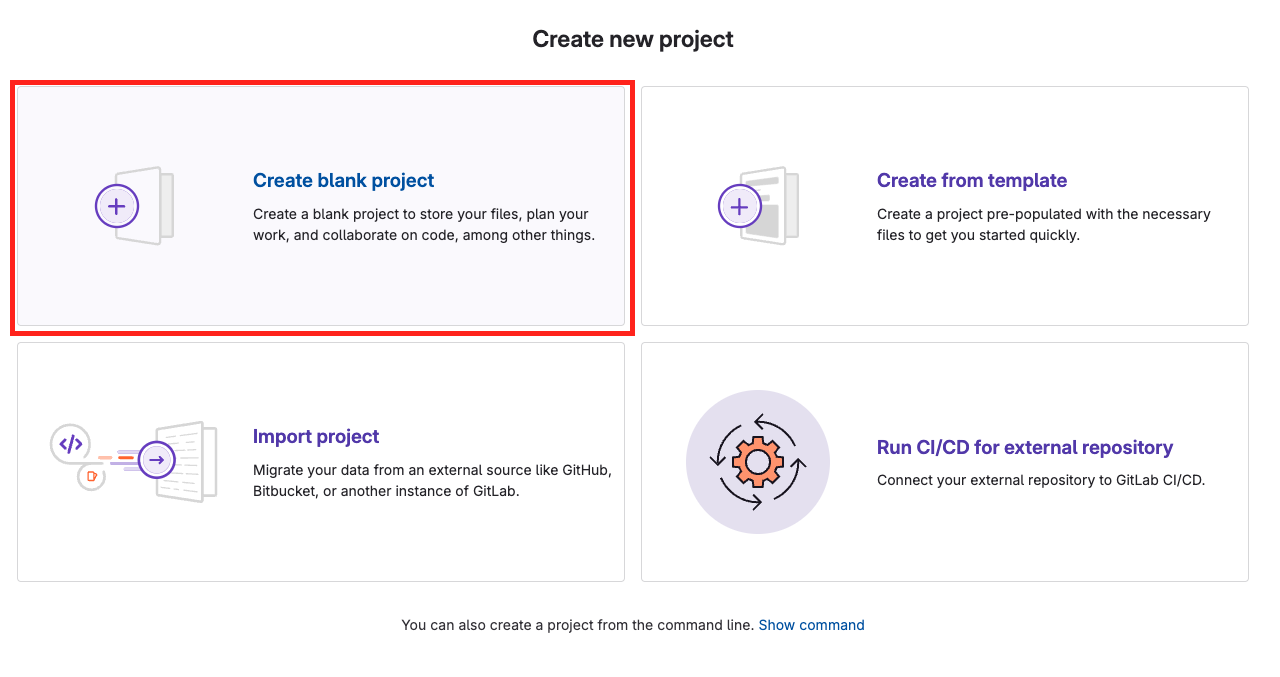 Create new project
Create blank project
Create a blank project to store your files, plan your
work, and collaborate on code, among other things.
Create from template
Create a project pre-populated with the necessary
files to get you started quickly.
Import project
Migrate your data from an external source like GitHub,
Bitbucket, or another instance of GitLab.
Run CI/CD for external repository
Connect your external repository to GitLab CI/CD.
You can also create a project from the command line. Show command